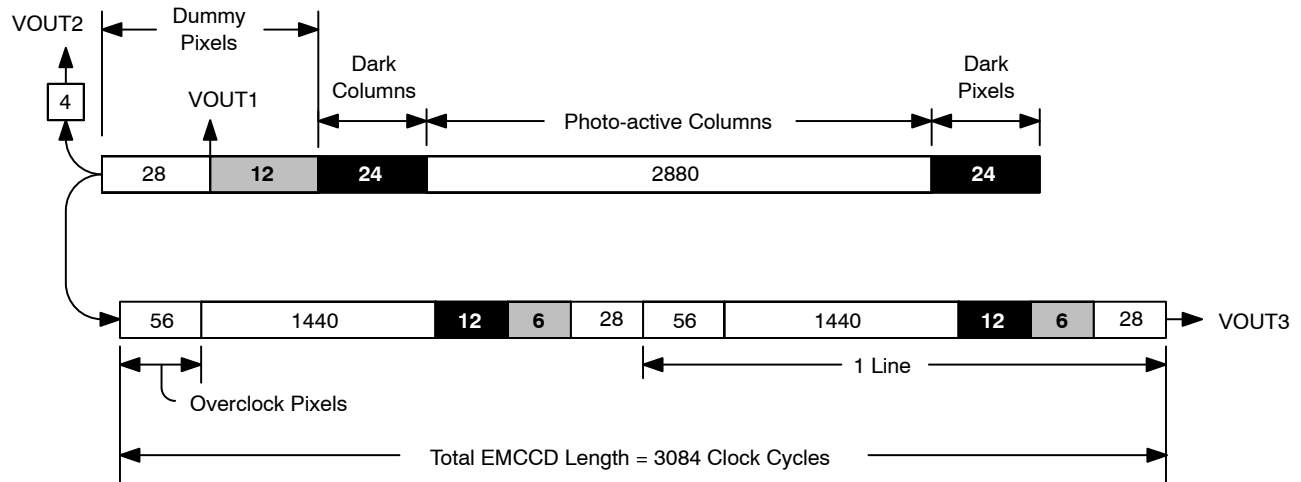 VOUT2
Dummy
Pixels
4
VOUT1
Dark
Columns
Photo-active Columns
Dark
Pixels
28
12
24
2880
24
56
1440
12
6
28
56
1440
12
6
28
VOUT3
1 Line
Overclock Pixels
Total EMCCD Length = 3084 Clock Cycles